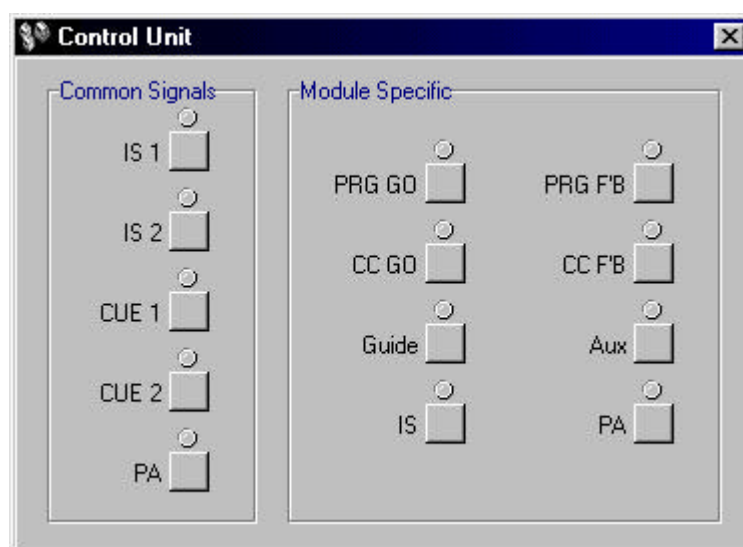 Control Unit
Common Signals
IS 1
IS 2
CUE 1
CUE 2
PA
Module Specific
PRG GO PRG F'B
CC GO CC F'B
Guide Aux
IS PA